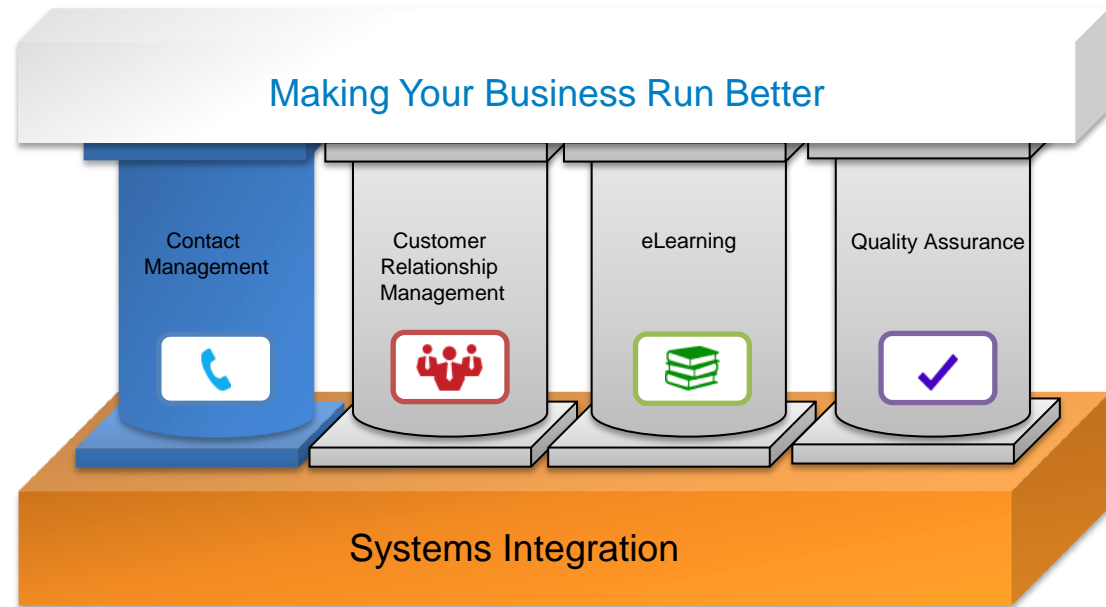 Making Your Business Run Better
Contact
Management
Customer
Relationship
Management
eLearning
Quality Assurance
Systems Integration